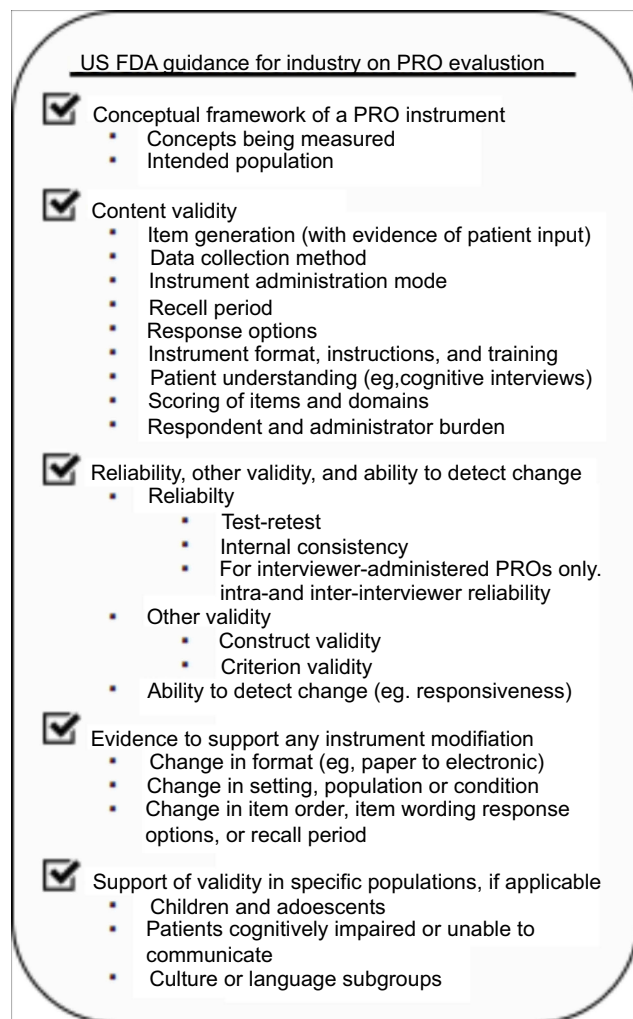 US FDA guidance for industry on PRO evalustion
Conceptual framework of a PRO instrument
Concepts being measured
Intended population
Content validity
Item generation (with evidence of patient input)
Data collection method
Instrument administration mode
Recell period
Response options
Instrument format, instructions, and training
Patient understanding (eg,cognitive interviews)
Scoring of items and domains
Respondent and administrator burden
Reliability, other validity, and ability to detect change
Reliabilty
Test-retest
Internal consistency
For interviewer-administered PROs only.
intra-and inter-interviewer reliability
Other validity
Construct validity
Criterion validity
Ability to detect change (eg. responsiveness)
Evidence to support any instrument modifiation
Change in format (eg, paper to electronic)
Change in setting, population or condition
Change in item order, item wording response
options, or recall period
Support of validity in specific populations, if applicable
Children and adoescents
Patients cognitively impaired or unable to
communicate
Culture or language subgroups